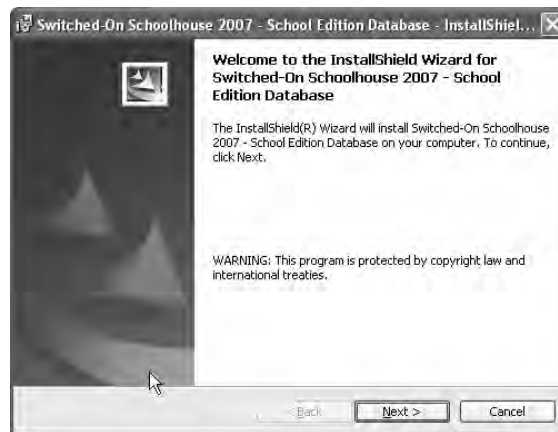 Switched-On Schoolhouse 2007 - School Edition Database - InstallShiel...
Welcome to the InstallShield Wizard for
Switched-On Schoolhouse 2007 - School
Edition Database
The InstallShield(R) Wizard will install Switched-On Schoolhouse
2007 - School Edition Database on your computer. To continue,
click Next.
WARNING: This program is protected by copyright law and
international treaties.
Back
Next >
Cancel